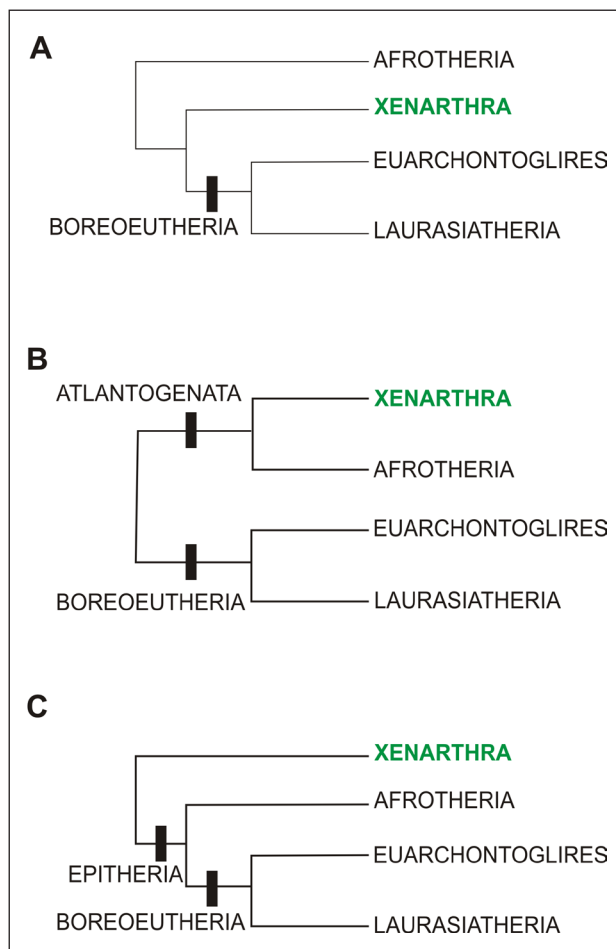 A
AFROTHERIA
XENARTHRA
EUARCHONTOGLIRES
BOREOEUTHERIA
LAURASIATHERIA
B
ATLANTOGENATA
XENARTHRA
AFROTHERIA
EUARCHONTOGLIRES
BOREOEUTHERIA
LAURASIATHERIA
C
XENARTHRA
AFROTHERIA
EUARCHONTOGLIRES
EPITHERIA
BOREOEUTHERIA
LAURASIATHERIA